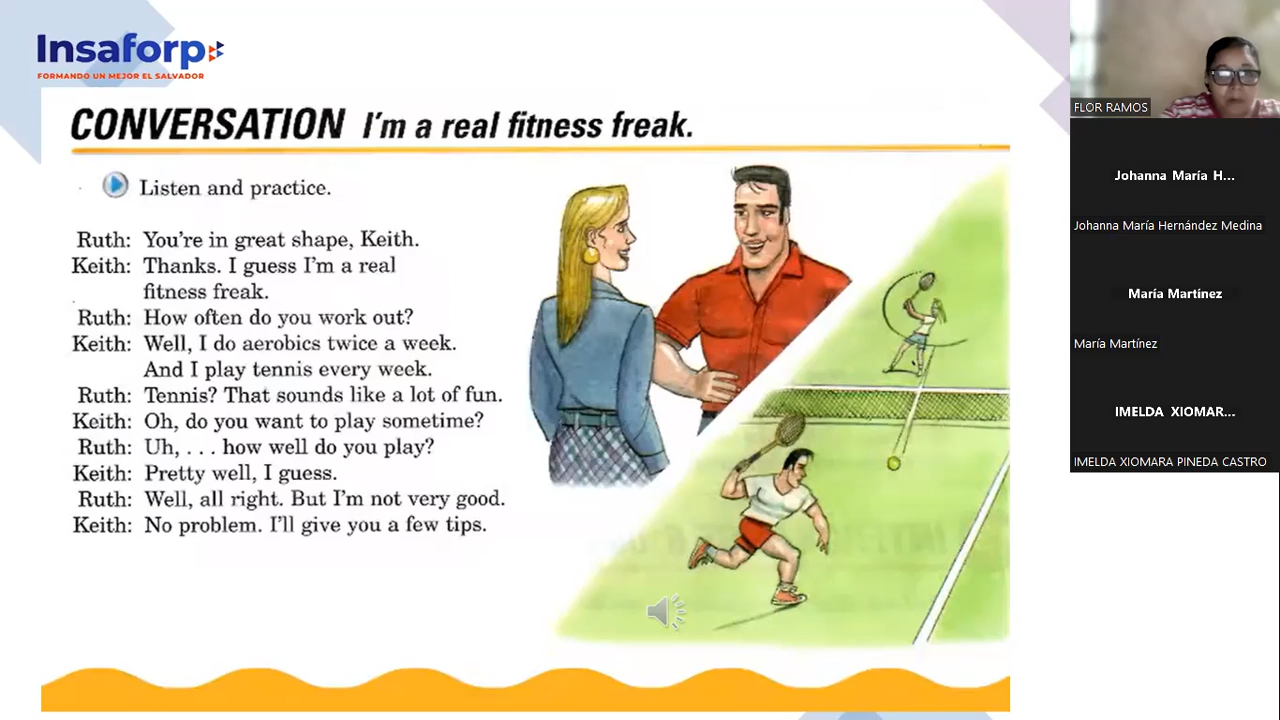 Insaforp
FORMANDO UN MEJOR EL SALVADOR
CONVERSATION I'm a real fitness freak.
Listen and practice.
Ruth: You're in great shape, Keith.
Keith: Thanks. I guess I'm a real
fitness freak.
Ruth: How often do you work out?
Keith: Well, I do aerobics twice a week.
And I play tennis every week.
Ruth: Tennis? That sounds like a lot of fun.
Keith: Oh, do you want to play sometime?
Ruth: Uh, . . . how well do you play?
Keith: Pretty well, I guess.
Ruth: Well, all right. But I'm not very good.
Keith: No problem. I'll give you a few tips.
FLOR RAMOS
Johanna María H...
Johanna María Hernández Medina
María Martínez
María Martínez
IMELDA XIOMAR...
IMELDA XIOMARA PINEDA CASTRO